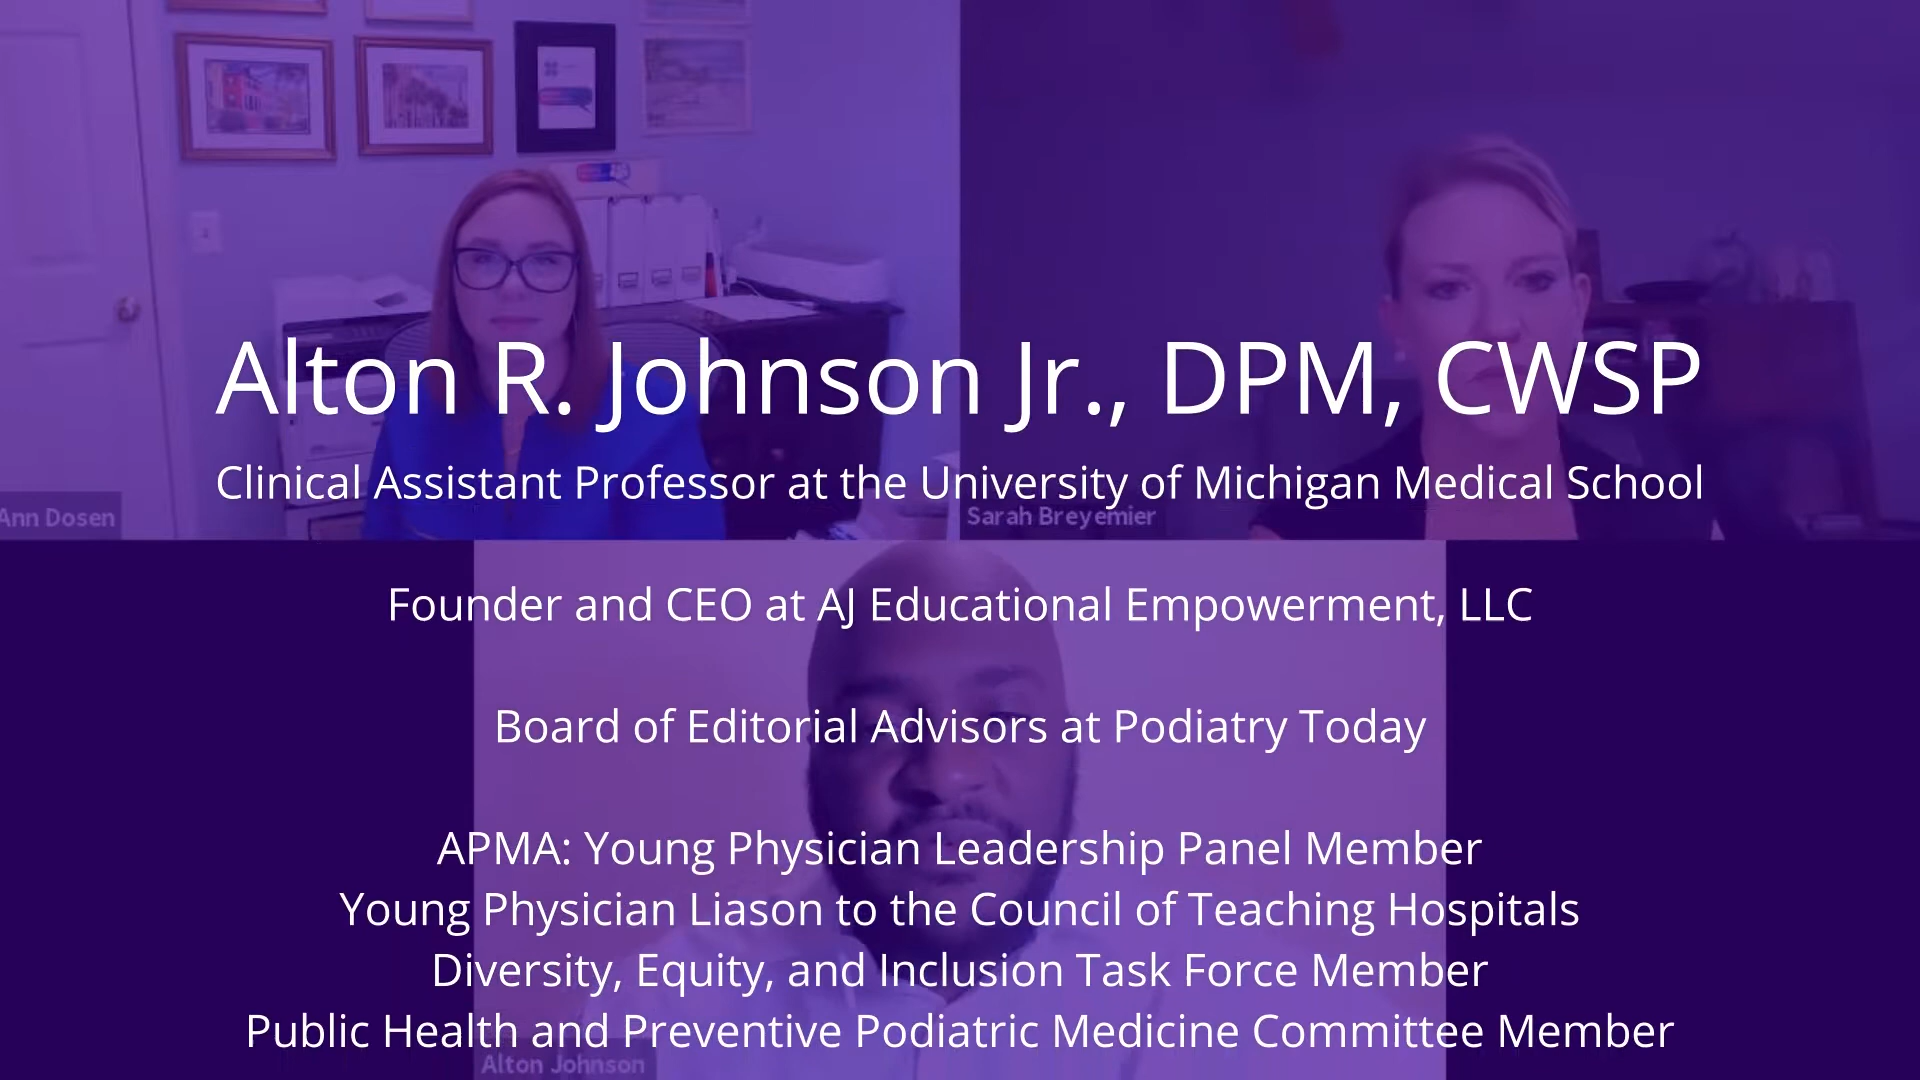 Alton R. Johnson Jr., DPM, CWSP
Clinical Assistant Professor at the University of Michigan Medical School
Ann Dosen
Sarah Breyemier
Founder and CEO at AJ Educational Empowerment, LLC
Board of Editorial Advisors at Podiatry Today
APMA: Young Physician Leadership Panel Member
Young Physician Liason to the Council of Teaching Hospitals
Diversity, Equity, and Inclusion Task Force Member
Public Health and Preventive Podiatric Medicine Committee Member
Alton Johnson